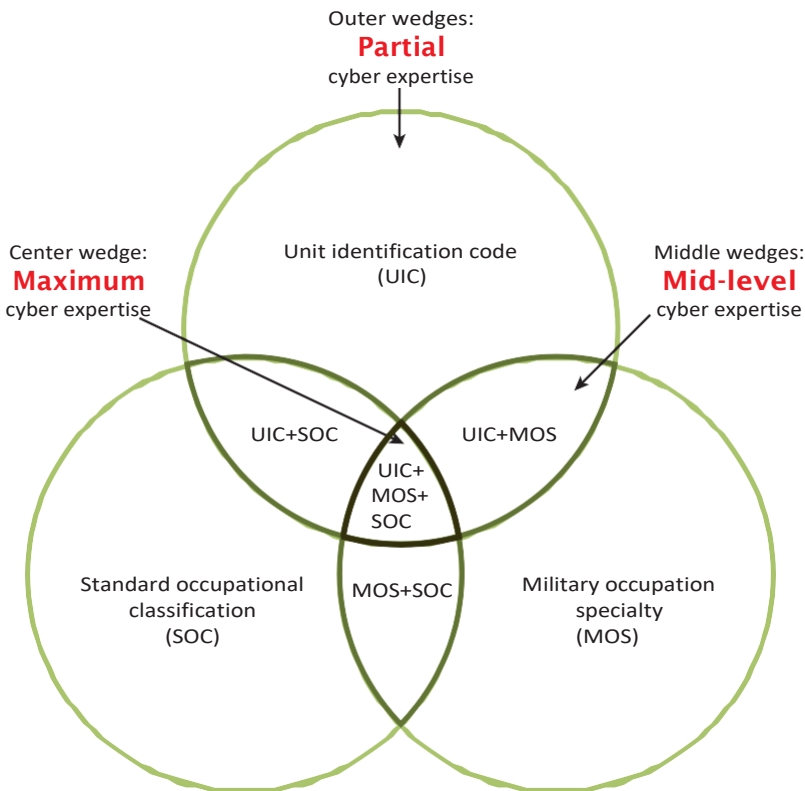 Outer wedges:
Partial
cyber expertise
Center wedge:
Maximum
cyber expertise
Unit identification code
(UIC)
Middle wedges:
Mid-level
cyber expertise
UIC+SOC
UIC+MOS
UIC+
MOS+
SOC
Standard occupational
classification
(SOC)
MOS+SOC
Military occupation
specialty
(MOS)